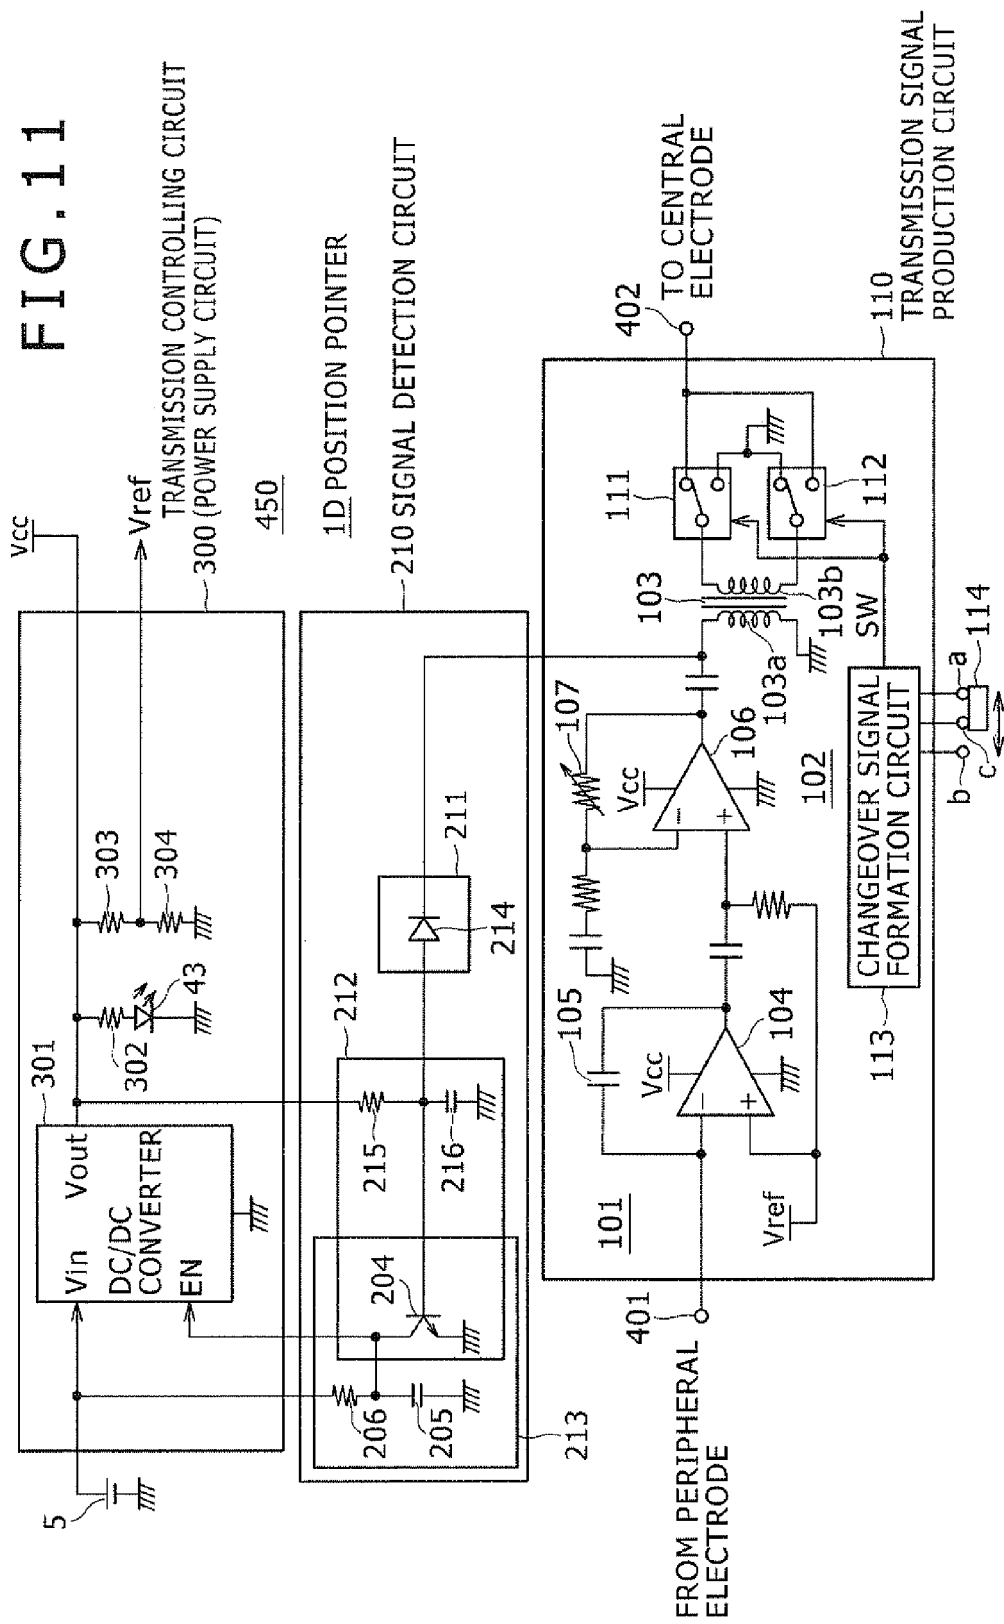 FIG.11
Vcc
Vref
TRANSMISSION CONTROLLING CIRCUIT
300 (POWER SUPPLY CIRCUIT)
450
1D POSITION POINTER
210 SIGNAL DETECTION CIRCUIT
5
301
Vin
Vout
DC/DC
CONVERTER
EN
302
43
303
304
206
205
213
204
212
215
216
211
214
FROM PERIPHERAL
ELECTRODE
401
101
Vref
105
Vcc
104
107
Vcc
106
102
103
103a
103b
111
112
402
TO CENTRAL
ELECTRODE
110
TRANSMISSION SIGNAL
PRODUCTION CIRCUIT
113
CHANGEOVER SIGNAL
FORMATION CIRCUIT
SW
b
c
a
114